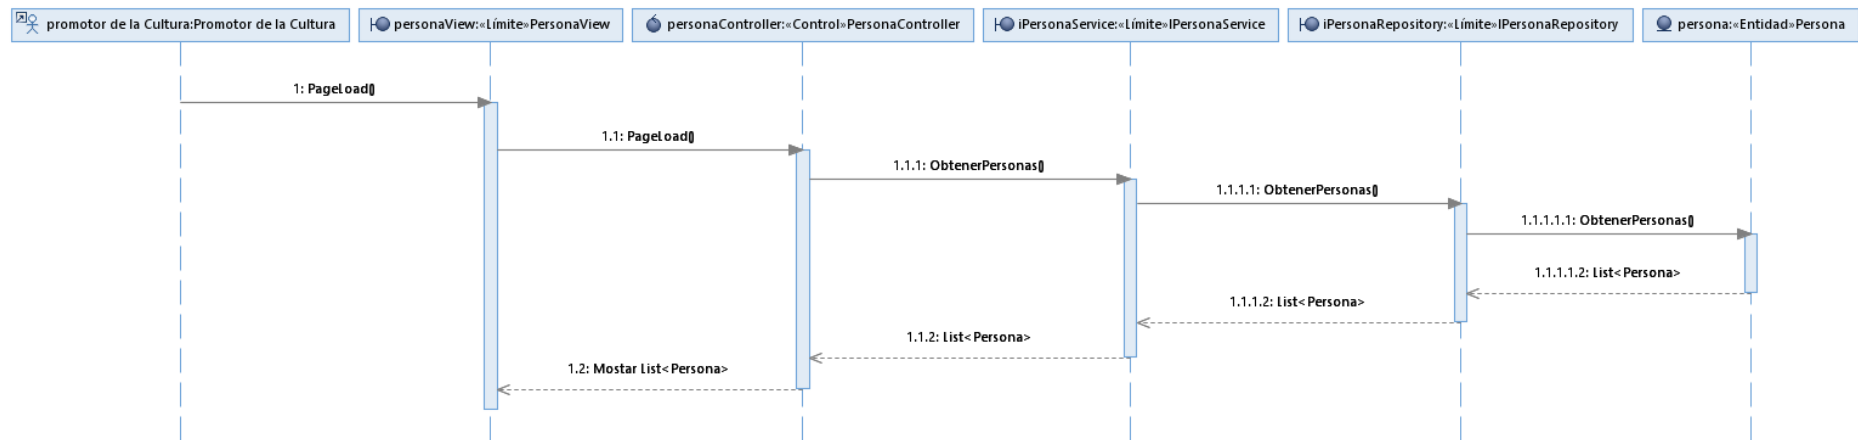 promotor de la Cultura:Promotor de la Cultura
personaView:«Límite»PersonaView
personaController:«Control»PersonaController
iPersonaService:«Límite»IPersonaService
iPersonaRepository:«Límite»IPersonaRepository
persona:«Entidad»Persona
1: PageLoad()
1.1: PageLoad()
1.1.1: ObtenerPersonas()
1.1.1.1: ObtenerPersonas()
1.1.1.1.1: ObtenerPersonas()
1.1.1.1.2: List<Persona>
1.1.1.2: List<Persona>
1.1.2: List<Persona>
1.2: Mostar List<Persona>